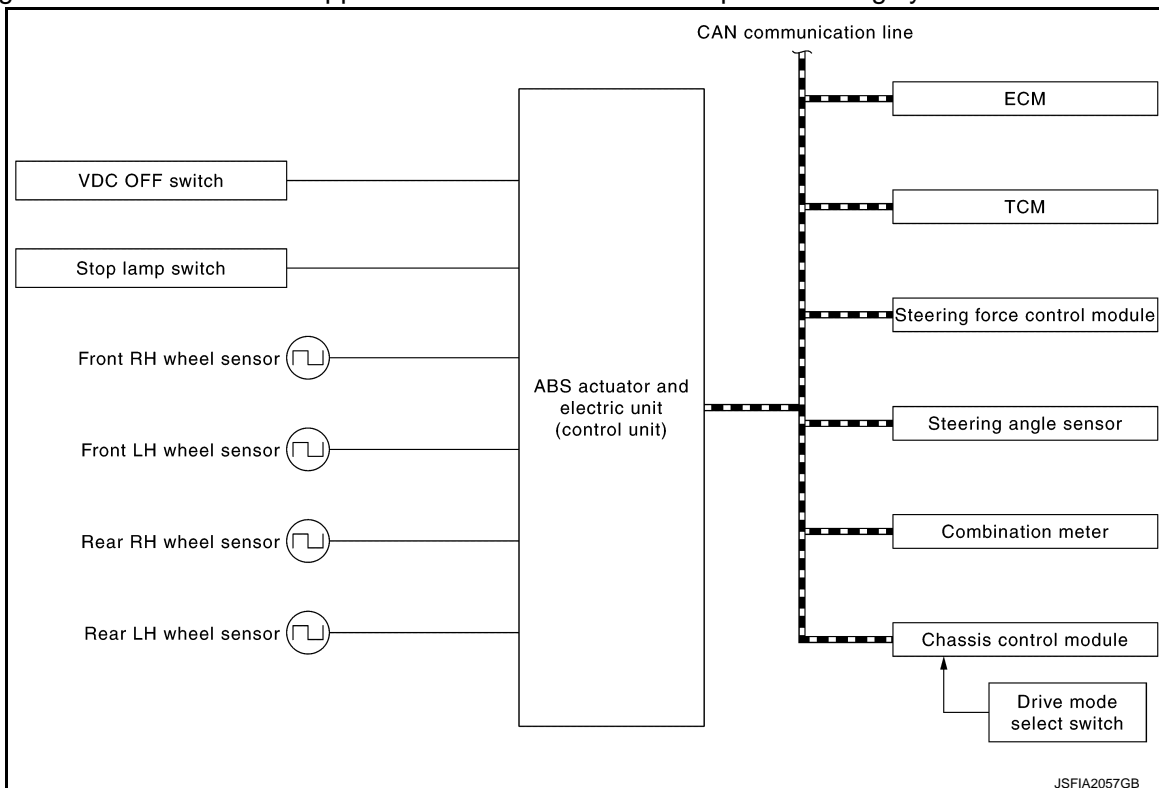 CAN communication line
VDC OFF switch
Stop lamp switch
Front RH wheel sensor
Front LH wheel sensor
Rear RH wheel sensor
Rear LH wheel sensor
ABS actuator and
electric unit
(control unit)
ECM
TCM
Steering force control module
Steering angle sensor
Combination meter
Chassis control module
Drive mode
select switch
JSFIA2057GB